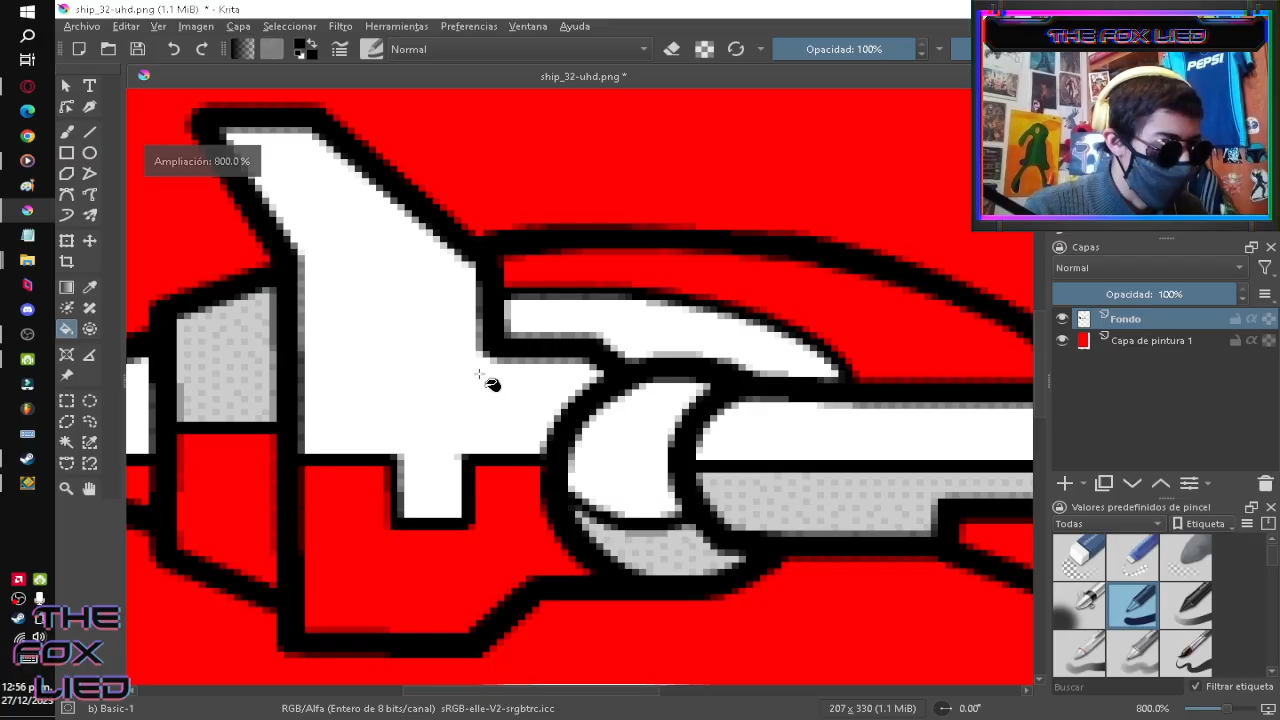 ship_32-uhd.png (1.1 MiB) * - Krita
Archivo Editar Ver Imagen Capa Seleccionar Filtro Herramientas Preferencias Ventana Ayuda
Normal
Opacidad: 100%
THE FOX LIED
PEPSI
ship_32-uhd.png *
Ampliación: 800.0 %
Capas
Normal
Opacidad: 100%
Fondo
Capa de pintura 1
Valores predefinidos de pincel
Todas
Etiqueta
Buscar
Filtrar etiqueta
THE
FOX
LIED
12:56 p. m.
b) Basic-1
RGB/Alfa (Entero de 8 bits/canal) sRGB-elle-V2-srgbtrc.icc
207 x 330 (1.1 MiB)
0.00°
800.0%